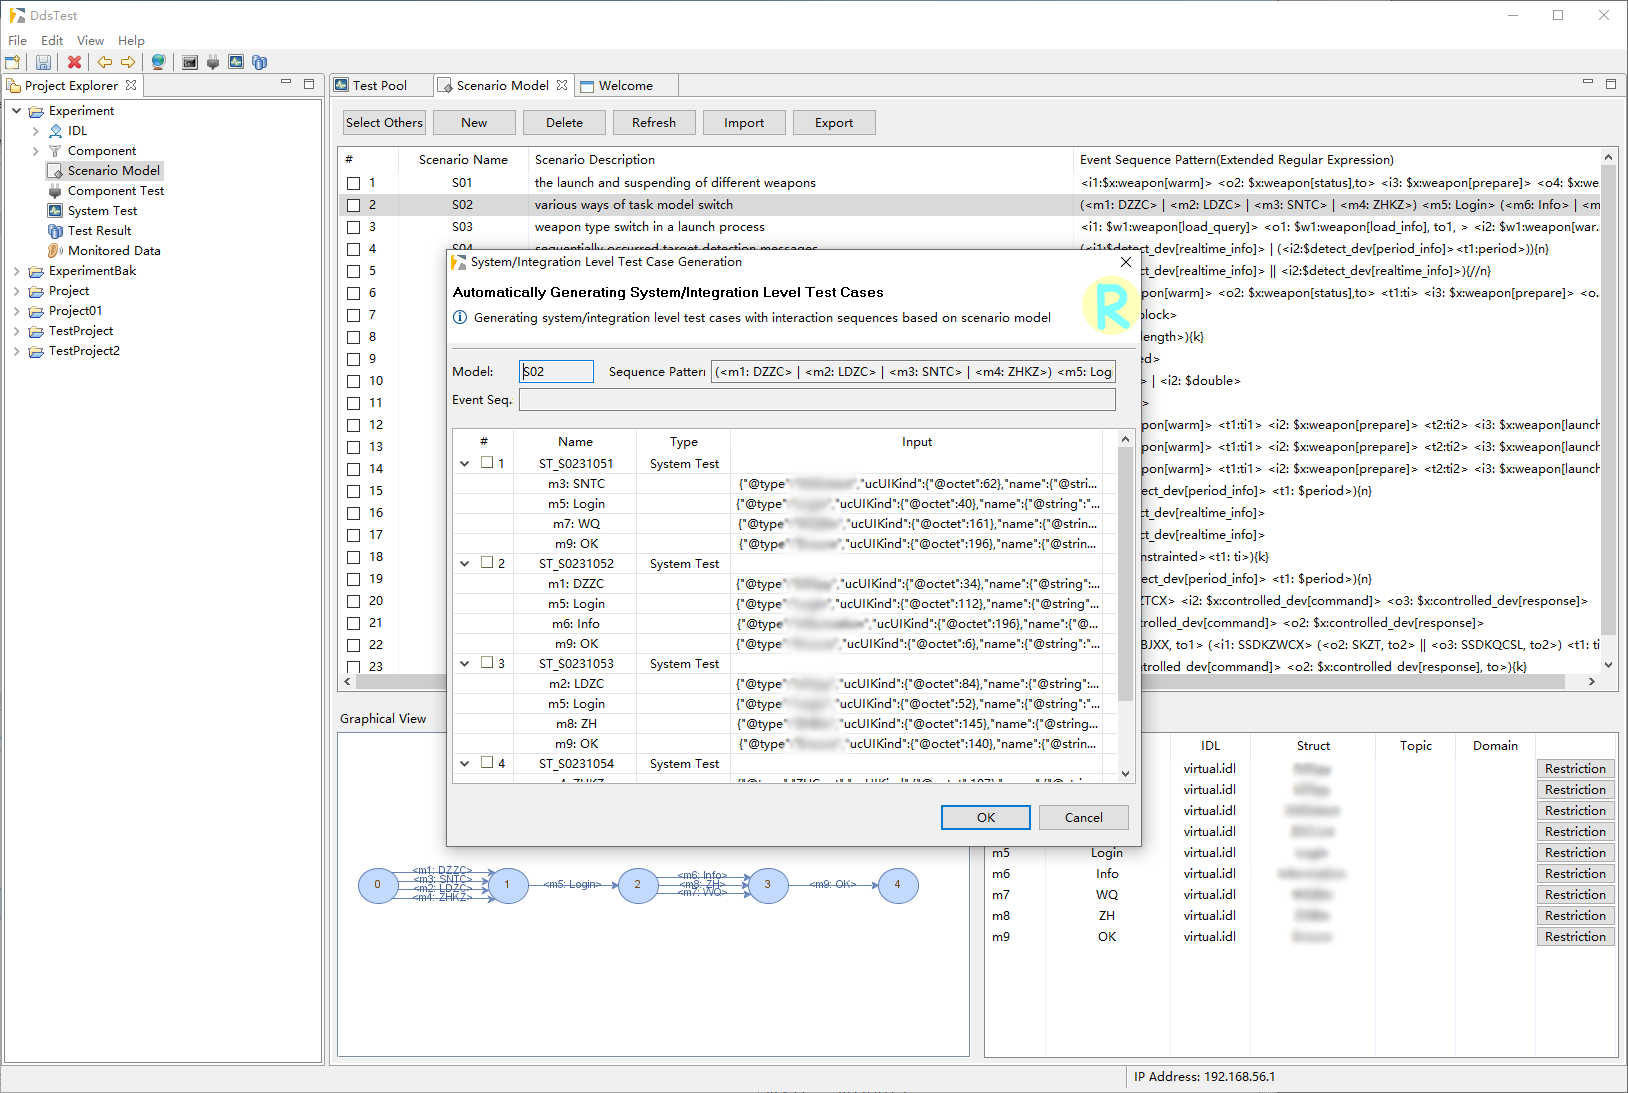 DdsTest
File Edit View Help
Project Explorer
Test Pool
Scenario Model
Welcome
Experiment
IDL
Component
Scenario Model
Component Test
System Test
Test Result
Monitored Data
ExperimentBak
Project
Project01
TestProject
TestProject2
Select Others New Delete Refresh Import Export
# Scenario Name Scenario Description Event Sequence Pattern(Extended Regular Expression)
1 S01 the launch and suspending of different weapons <i1:$x:weapon[warm]> <o2: $x:weapon[status],to> <i3: $x:weapon[prepare]> <o4: $x:we
2 S02 various ways of task model switch (<m1: DZZC> | <m2: LDZC> | <m3: SNTC> | <m4: ZHKZ>) <m5: Login> (<m6: Info> | <m
3 S03 weapon type switch in a launch process <i1: $w1:weapon[load_query]> <o1: $w1:weapon[load_info], to1, > <i2: $w1:weapon[war...
4 S04 sequentially occurred target detection messages (<i1:$detect_dev[realtime_info]> | (<i2:$detect_dev[period_info]> <t1:period>)){n}
5 ct_dev[realtime_info]> || <i2:$detect_dev[realtime_info]>){//n}
6 pon[warm]> <o2: $x:weapon[status],to> <t1:ti> <i3: $x:weapon[prepare]> <o...
7 block>
8 length>){k}
9 ed>
10 > | <i2: $double>
11 >
12 apon[warm]> <t1:ti1> <i2: $x:weapon[prepare]> <t2:ti2> <i3: $x:weapon[launch
13 apon[warm]> <t1:ti1> <i2: $x:weapon[prepare]> <t2:ti2> <i3: $x:weapon[launch
14 apon[warm]> <t1:ti1> <i2: $x:weapon[prepare]> <t2:ti2> <i3: $x:weapon[launch
15 ect_dev[period_info]> <t1: $period>){n}
16 ct_dev[realtime_info]>
17 ct_dev[realtime_info]>
18 nstrainted> <t1: ti>){k}
19 ect_dev[period_info]> <t1: $period>){n}
20 ZTCX> <i2: $x:controlled_dev[command]> <o3: $x:controlled_dev[response]>
21 olled_dev[command]> <o2: $x:controlled_dev[response]>
22 BJXX, to1> (<i1: SSDKZWCX> (<o2: SKZT, to2> || <o3: SSDKQCSL, to2>) <t1: ti
23 trolled_dev[command]> <o2: $x:controlled_dev[response], to>){k}
System/Integration Level Test Case Generation
Automatically Generating System/Integration Level Test Cases
R
Generating system/integration level test cases with interaction sequences based on scenario model
Model: S02 Sequence Pattern (<m1: DZZC> | <m2: LDZC> | <m3: SNTC> | <m4: ZHKZ>) <m5: Log
Event Seq.:
# Name Type Input
1 ST_S0231051 System Test
m3: SNTC {"@type" ,"ucUIKind":{"@octet":62},"name":{"@stri...
m5: Login {"@type" ,"ucUIKind":{"@octet":40},"name":{"@string":"...
m7: WQ {"@type" ,"ucUIKind":{"@octet":161},"name":{"@strin...
m9: OK {"@type" ,"ucUIKind":{"@octet":196},"name":{"@strin...
2 ST_S0231052 System Test
m1: DZZC {"@type" ,"ucUIKind":{"@octet":34},"name":{"@string":...
m5: Login {"@type" ,"ucUIKind":{"@octet":112},"name":{"@string":...
m6: Info {"@type" ,"ucUIKind":{"@octet":196},"name":{"@...
m9: OK {"@type" ,"ucUIKind":{"@octet":6},"name":{"@string":...
3 ST_S0231053 System Test
m2: LDZC {"@type" ,"ucUIKind":{"@octet":84},"name":{"@string":...
m5: Login {"@type" ,"ucUIKind":{"@octet":52},"name":{"@string":"...
m8: ZH {"@type" ,"ucUIKind":{"@octet":145},"name":{"@string...
m9: OK {"@type" ,"ucUIKind":{"@octet":140},"name":{"@strin...
4 ST_S0231054 System Test
OK Cancel
Graphical View
0 <m1: DZZC> <m3: SNTC> <m2: LDZC> <m4: ZHKZ> 1 <m5: Login> 2 <m6: Info> <m8: ZH> <m7: WQ> 3 <m9: OK> 4
IDL Struct Topic Domain
virtual.idl Restriction
virtual.idl Restriction
virtual.idl Restriction
virtual.idl Restriction
m5 Login virtual.idl Restriction
m6 Info virtual.idl Restriction
m7 WQ virtual.idl Restriction
m8 ZH virtual.idl Restriction
m9 OK virtual.idl Restriction
IP Address: 192.168.56.1